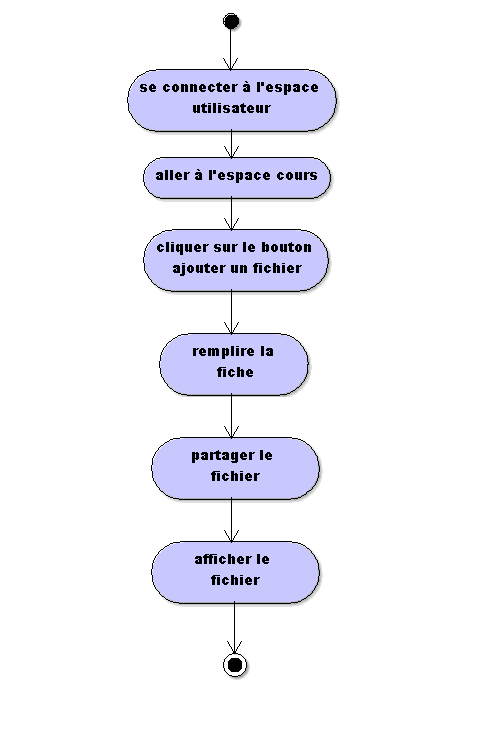 se connecter à l'espace
utilisateur
aller à l'espace cours
cliquer sur le bouton
ajouter un fichier
remplire la
fiche
partager le
fichier
afficher le
fichier